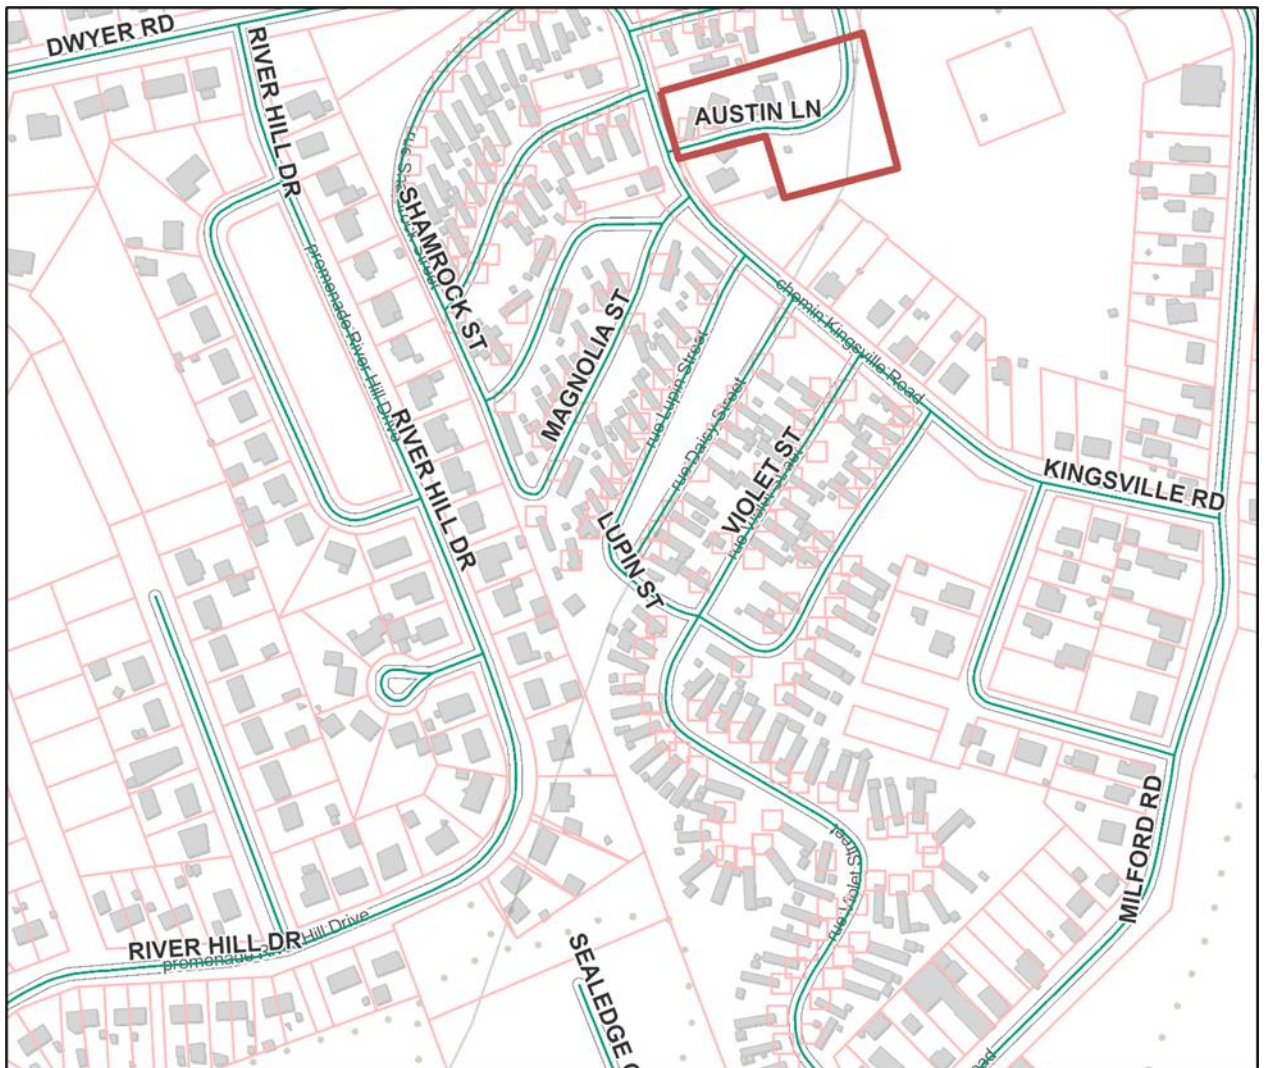 DWYER RD
RIVER HILL DR
AUSTIN LN
SHAMROCK ST
promenade River Hill Drive
chemin Kingsville Road
MAGNOLIA ST
rue Lupin Street
rue Daisy Street
RIVER HILL DR
VIOLET ST
rue Violet Street
KINGSVILLE RD
LUPIN ST
MILFORD RD
rue Violet Street
RIVER HILL DR
Hill Drive
SEALEDGE